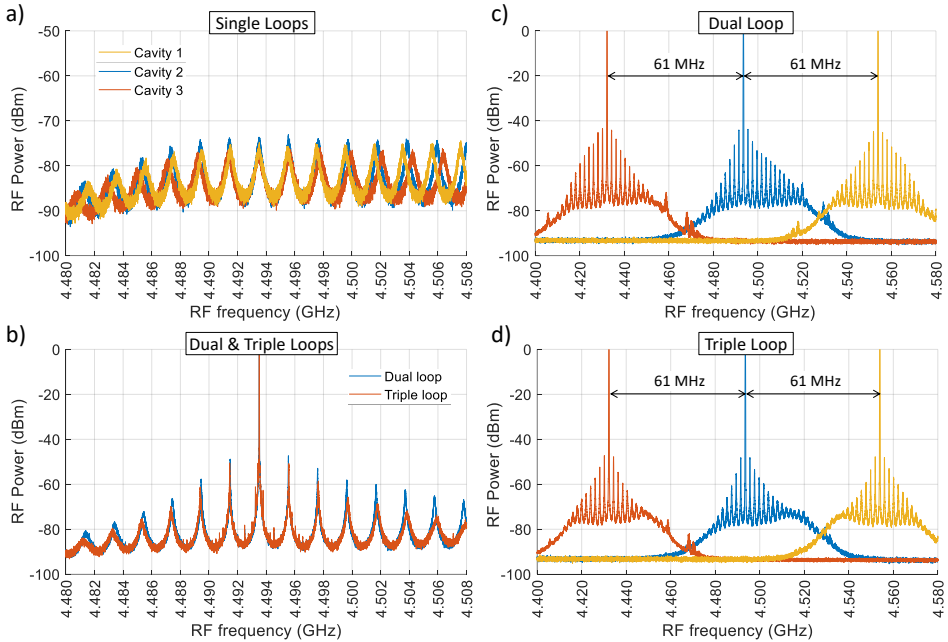 a)
Single Loops
-50
-60
-70
-80
-90
-100
RF Power (dBm)
Cavity 1
Cavity 2
Cavity 3
4.480
4.482
4.484
4.486
4.488
4.490
4.492
4.494
4.496
4.498
4.500
4.502
4.504
4.506
4.508
RF frequency (GHz)
c)
Dual Loop
0
-20
-40
-60
-80
-100
RF Power (dBm)
61 MHz
61 MHz
4.400
4.420
4.440
4.460
4.480
4.500
4.520
4.540
4.560
4.580
RF frequency (GHz)
b)
Dual & Triple Loops
0
-20
-40
-60
-80
-100
RF Power (dBm)
Dual loop
Triple loop
4.480
4.482
4.484
4.486
4.488
4.490
4.492
4.494
4.496
4.498
4.500
4.502
4.504
4.506
4.508
RF frequency (GHz)
d)
Triple Loop
0
-20
-40
-60
-80
-100
RF Power (dBm)
61 MHz
61 MHz
4.400
4.420
4.440
4.460
4.480
4.500
4.520
4.540
4.560
4.580
RF frequency (GHz)